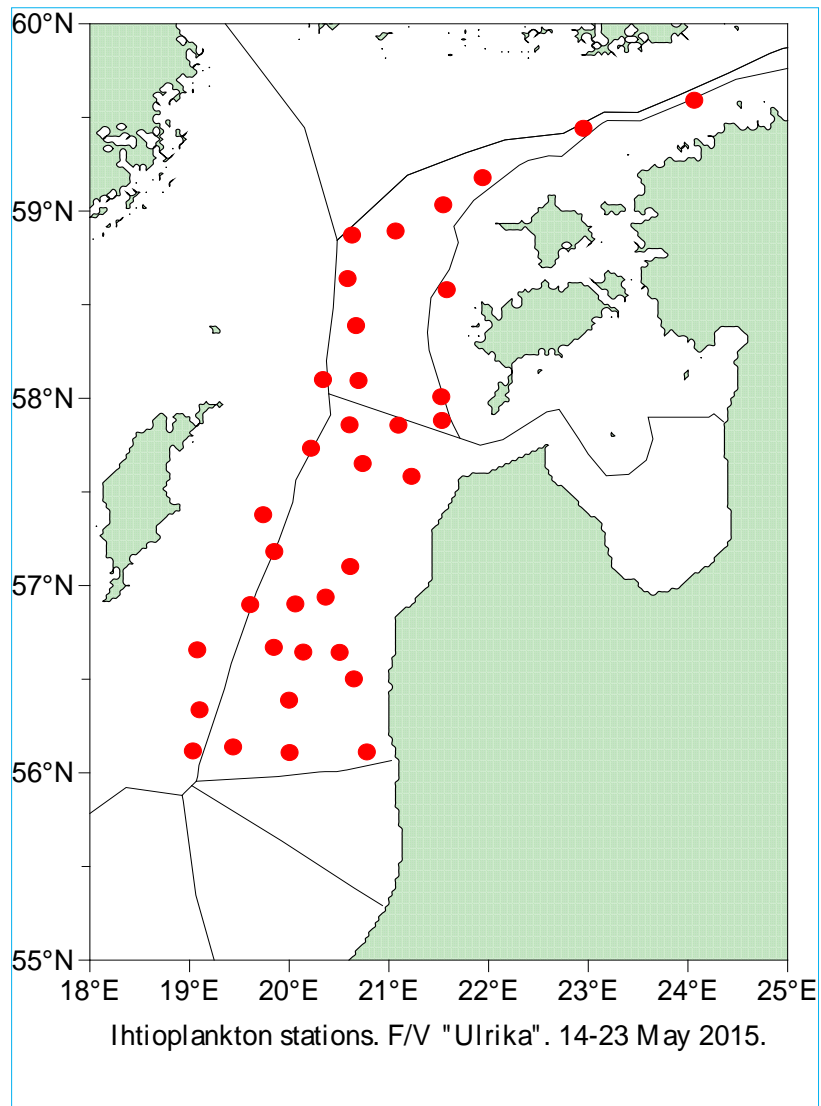 60°N
59°N
58°N
57°N
56°N
55°N
18°E 19°E 20°E 21°E 22°E 23°E 24°E 25°E
Ihtioplankton stations. F/V "Ulrika". 14-23 May 2015.